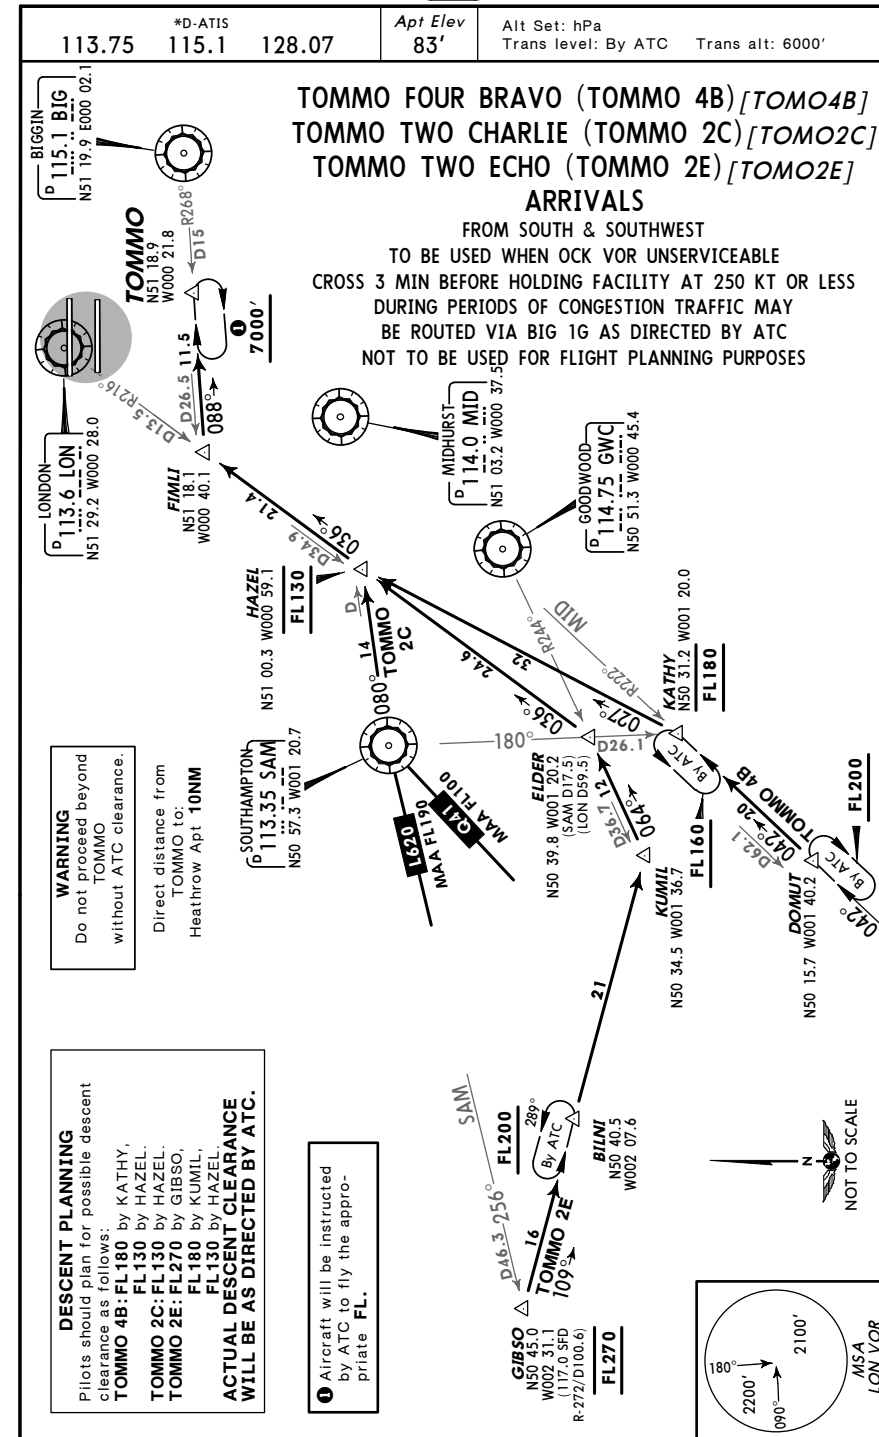 *D-ATIS
113.75 115.1 128.07
Apt Elev
83'
Alt Set: hPa
Trans level: By ATC Trans alt: 6000'
TOMMO FOUR BRAVO (TOMMO 4B) [TOMO4B]
TOMMO TWO CHARLIE (TOMMO 2C) [TOMO2C]
TOMMO TWO ECHO (TOMMO 2E) [TOMO2E]
ARRIVALS
FROM SOUTH & SOUTHWEST
TO BE USED WHEN OCK VOR UNSERVICEABLE
CROSS 3 MIN BEFORE HOLDING FACILITY AT 250 KT OR LESS
DURING PERIODS OF CONGESTION TRAFFIC MAY
BE ROUTED VIA BIG 1G AS DIRECTED BY ATC
NOT TO BE USED FOR FLIGHT PLANNING PURPOSES
BIGGIN
D 115.1 BIG
N51 19.9 E000 02.1
R268°
D15
TOMMO
N51 18.9
W000 21.8
1
7000'
11.5
D26.5
088°
LONDON
D 113.6 LON
N51 29.2 W000 28.0
D13.5 R216°
FIMLI
N51 18.1
W000 40.1
21.4
D34.9
036°
MIDHURST
D 114.0 MID
N51 03.2 W000 37.5
GOODWOOD
D 114.75 GWC
N50 51.3 W000 45.4
HAZEL
N51 00.3 W000 59.1
FL130
D
14
TOMMO
2C
080°
24.6
32
R244°
MID
R222°
036°
027°
KATHY
N50 31.2 W001 20.0
FL180
SOUTHAMPTON
D 113.35 SAM
N50 57.3 W001 20.7
180°
D26.1
L620
MAA FL190
Q41
MAA FL100
ELDER
N50 39.8 W001 20.2
(SAM D17.5)
(LON D59.5)
12
D36.7
064°
By ATC
FL160
KUMIL
N50 34.5 W001 36.7
TOMMO 4B
20
042°
D62.1
DOMUT
N50 15.7 W001 40.2
By ATC
FL200
042°
21
WARNING
Do not proceed beyond
TOMMO
without ATC clearance.
Direct distance from
TOMMO to:
Heathrow Apt 10NM
FL200
289°
By ATC
BILNI
N50 40.5
W002 07.6
SAM
D46.3 256°
16
TOMMO 2E
109°
GIBSO
N50 45.0
W002 31.1
(117.0 SFD
R-272/D100.6)
FL270
DESCENT PLANNING
Pilots should plan for possible descent
clearance as follows:
TOMMO 4B: FL180 by KATHY,
FL130 by HAZEL.
TOMMO 2C: FL130 by HAZEL.
TOMMO 2E: FL270 by GIBSO,
FL180 by KUMIL,
FL130 by HAZEL.
ACTUAL DESCENT CLEARANCE
WILL BE AS DIRECTED BY ATC.
1 Aircraft will be instructed
by ATC to fly the appro-
priate FL.
N
NOT TO SCALE
180°
2100'
2200'
090°
MSA
LON VOR